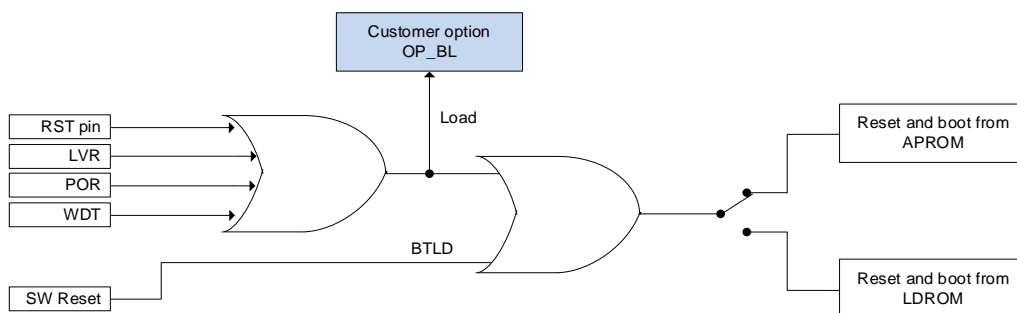 Customer option
OP_BL
Load
RST pin
LVR
POR
WDT
BTLD
SW Reset
Reset and boot from
APROM
Reset and boot from
LDROM